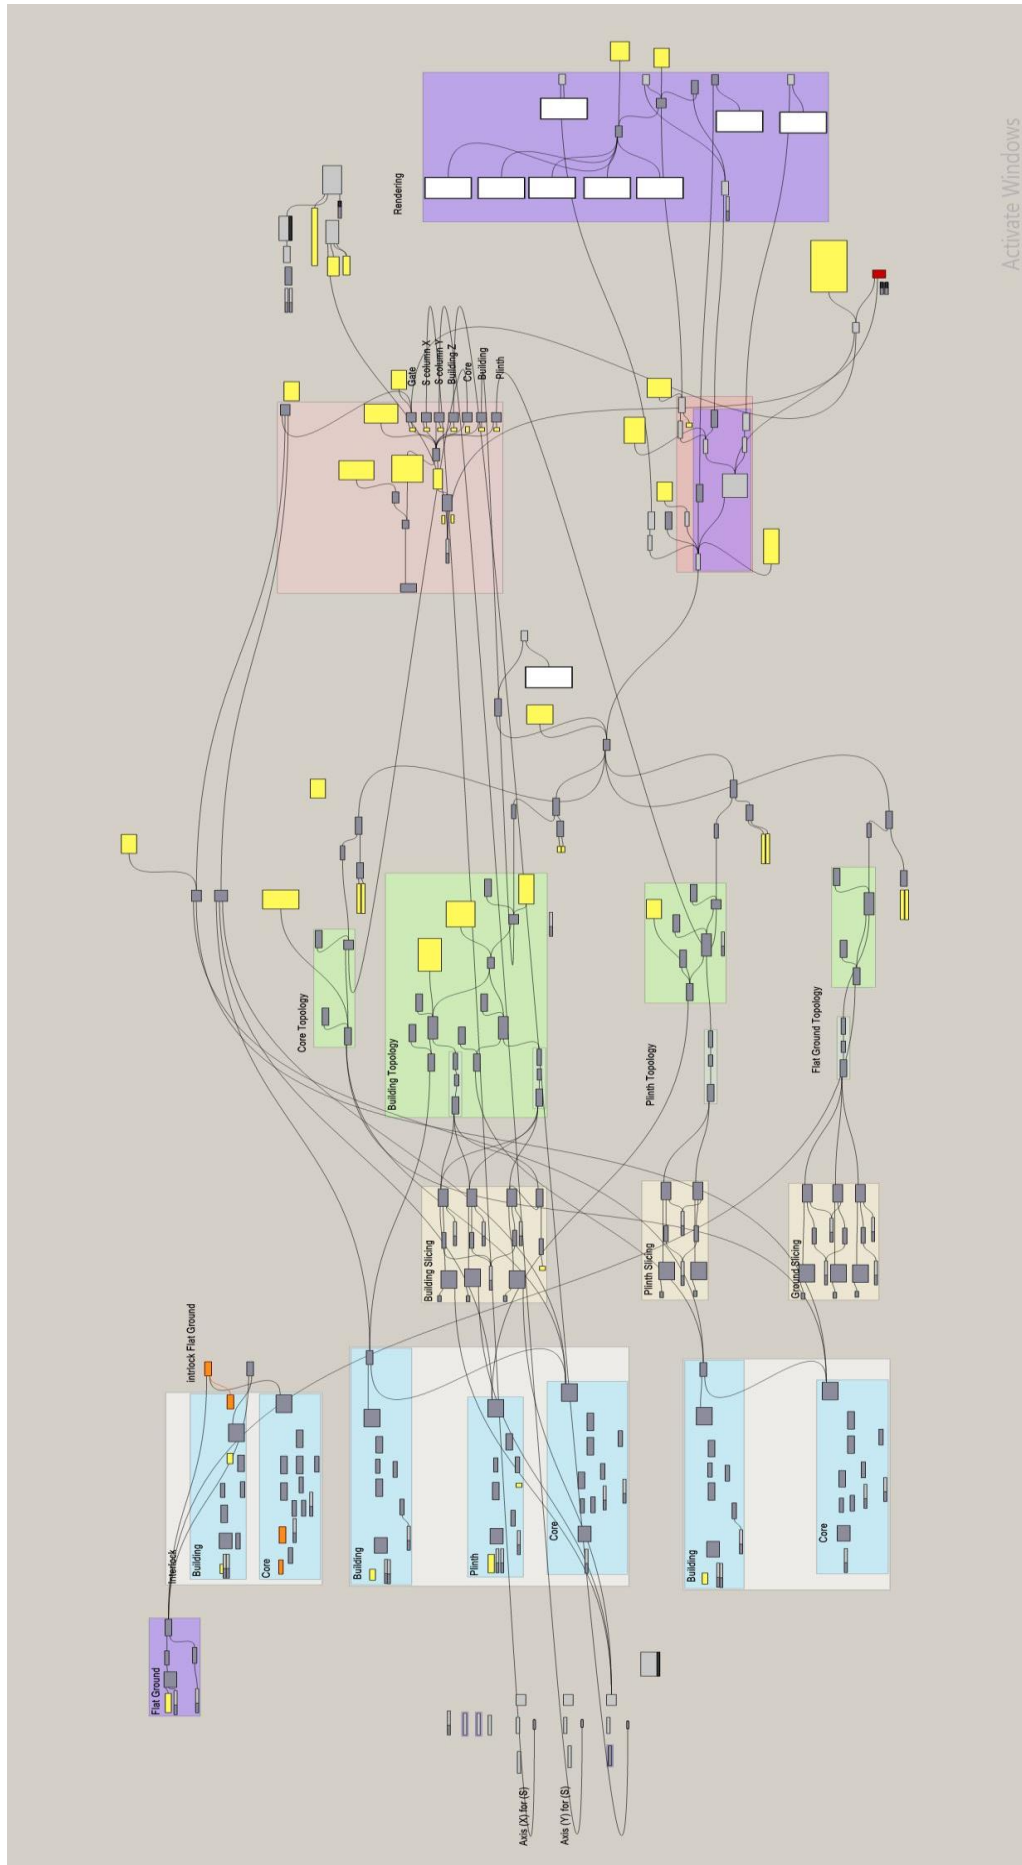 Activate Windows
Rendering
Gate
S column X
S column Y
Building Z
Core
Building
Plinth
Core Topology
Building Topology
Plinth Topology
Flat Ground Topology
Building Slicing
Plinth Slicing
Ground Slicing
intrlock Flat Ground
Interlock
Building
Core
Building
Plinth
Core
Building
Core
Flat Ground
Axis (X) for (S)
Axis (Y) for (S)